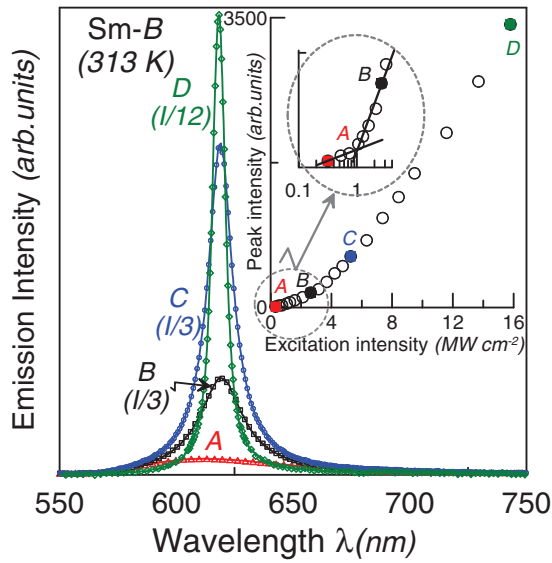 Sm-B
(313 K)
D
(I/12)
C
(I/3)
B
(I/3)
A
Emission Intensity (arb.units)
550
600
650
700
750
Wavelength λ(nm)
3500
0
Peak intensity (arb.units)
0
4
8
12
16
Excitation intensity (MW cm-2)
A
B
C
D
A
B
0.1
1